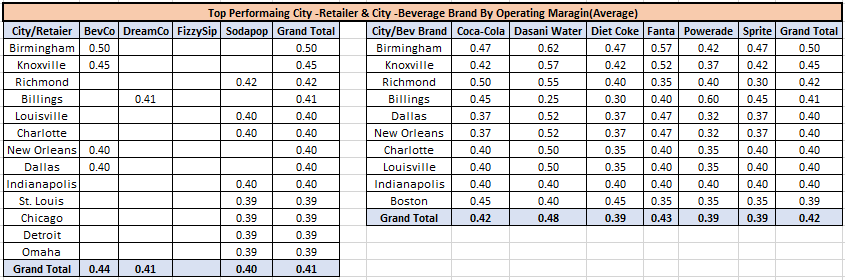 Top Performaing City -Retailer & City -Beverage Brand By Operating Maragin(Average)
City/Retaier BevCo DreamCo FizzySip Sodapop Grand Total
Birmingham 0.50 0.50
Knoxville 0.45 0.45
Richmond 0.42 0.42
Billings 0.41 0.41
Louisville 0.40 0.40
Charlotte 0.40 0.40
New Orleans 0.40 0.40
Dallas 0.40 0.40
Indianapolis 0.40 0.40
St. Louis 0.39 0.39
Chicago 0.39 0.39
Detroit 0.39 0.39
Omaha 0.39 0.39
Grand Total 0.44 0.41 0.40 0.41
City/Bev Brand Coca-Cola Dasani Water Diet Coke Fanta Powerade Sprite Grand Total
Birmingham 0.47 0.62 0.47 0.57 0.42 0.47 0.50
Knoxville 0.42 0.57 0.42 0.52 0.37 0.42 0.45
Richmond 0.50 0.55 0.40 0.35 0.40 0.30 0.42
Billings 0.45 0.25 0.30 0.40 0.60 0.45 0.41
Dallas 0.37 0.52 0.37 0.47 0.32 0.37 0.40
New Orleans 0.37 0.52 0.37 0.47 0.32 0.37 0.40
Charlotte 0.40 0.50 0.35 0.40 0.35 0.40 0.40
Louisville 0.40 0.50 0.35 0.40 0.35 0.40 0.40
Indianapolis 0.40 0.40 0.40 0.40 0.40 0.40 0.40
Boston 0.45 0.40 0.45 0.35 0.35 0.35 0.39
Grand Total 0.42 0.48 0.39 0.43 0.39 0.39 0.42